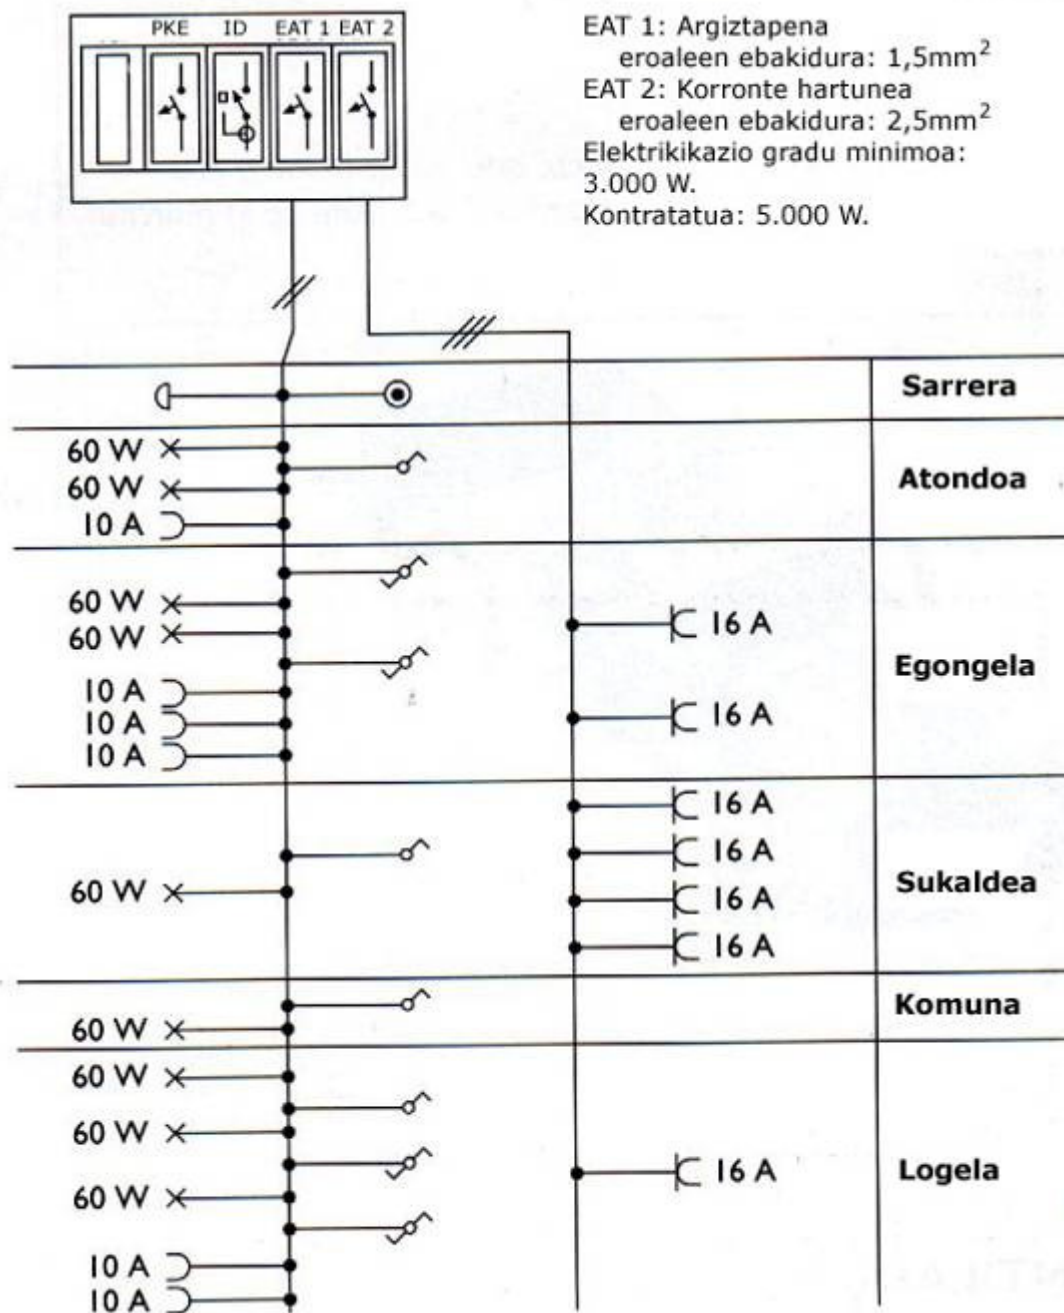 PKE ID EAT 1 EAT 2
EAT 1: Argiztapena
eroaleen ebakidura: 1,5mm²
EAT 2: Korronte hartunea
eroaleen ebakidura: 2,5mm²
Elektrikikazio gradu minimoa:
3.000 W.
Kontratatua: 5.000 W.
Sarrera
60 W
60 W
10 A
Atondoa
60 W
60 W
10 A
10 A
10 A
16 A
16 A
Egongela
60 W
16 A
16 A
16 A
16 A
Sukaldea
60 W
Komuna
60 W
60 W
60 W
10 A
10 A
16 A
Logela